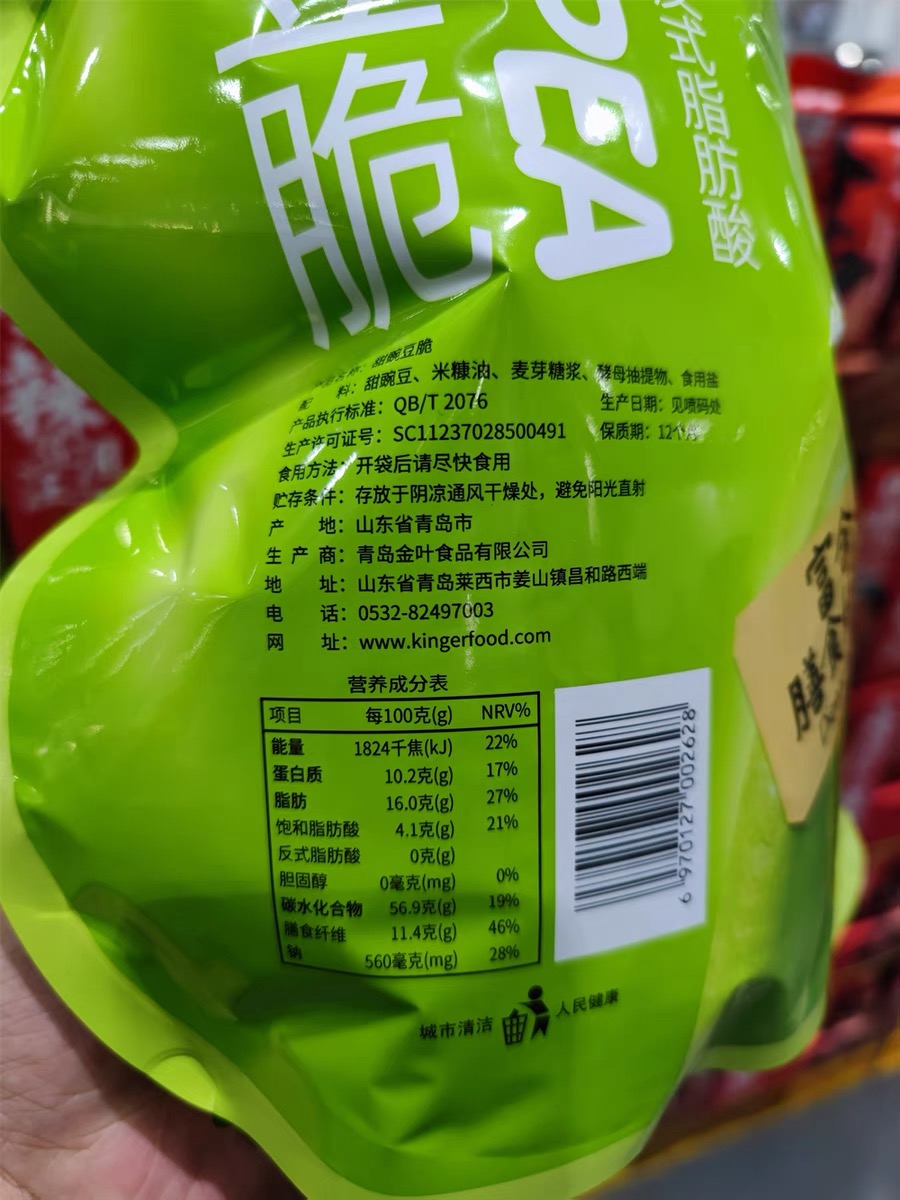 脆
PEA
反式脂肪酸
甜豌豆脆
配 料：甜豌豆、米糠油、麦芽糖浆、酵母抽提物、食用盐
产品执行标准：QB/T 2076 生产日期：见喷码处
生产许可证号：SC11237028500491 保质期：12个月
食用方法：开袋后请尽快食用
贮存条件：存放于阴凉通风干燥处，避免阳光直射
产 地：山东省青岛市
生 产 商：青岛金叶食品有限公司
地 址：山东省青岛莱西市姜山镇昌和路西端
电 话：0532-82497003
网 址：www.kingerfood.com
营养成分表
项目 每100克(g) NRV%
能量 1824千焦(kJ) 22%
蛋白质 10.2克(g) 17%
脂肪 16.0克(g) 27%
饱和脂肪酸 4.1克(g) 21%
反式脂肪酸 0克(g)
胆固醇 0毫克(mg) 0%
碳水化合物 56.9克(g) 19%
膳食纤维 11.4克(g) 46%
钠 560毫克(mg) 28%
6 970127 002628
城市清洁 人民健康
富
膳